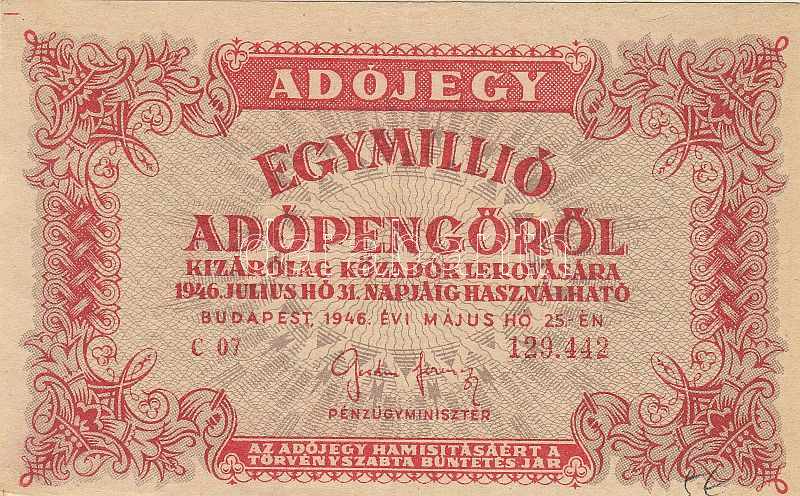 ADÓJEGY
EGYMILLIÓ
ADÓPENGŐRŐL
KIZÁRÓLAG KÖZADÓK LEROVÁSÁRA
1946. JULIUS HÓ 31. NAPJÁIG HASZNÁLHATÓ
BUDAPEST, 1946. ÉVI MÁJUS HÓ 25.-ÉN
C 07 129.442
PÉNZÜGYMINISZTER
AZ ADÓJEGY HAMISITÁSÁÉRT A
TÖRVÉNYSZABTA BÜNTETÉS JÁR